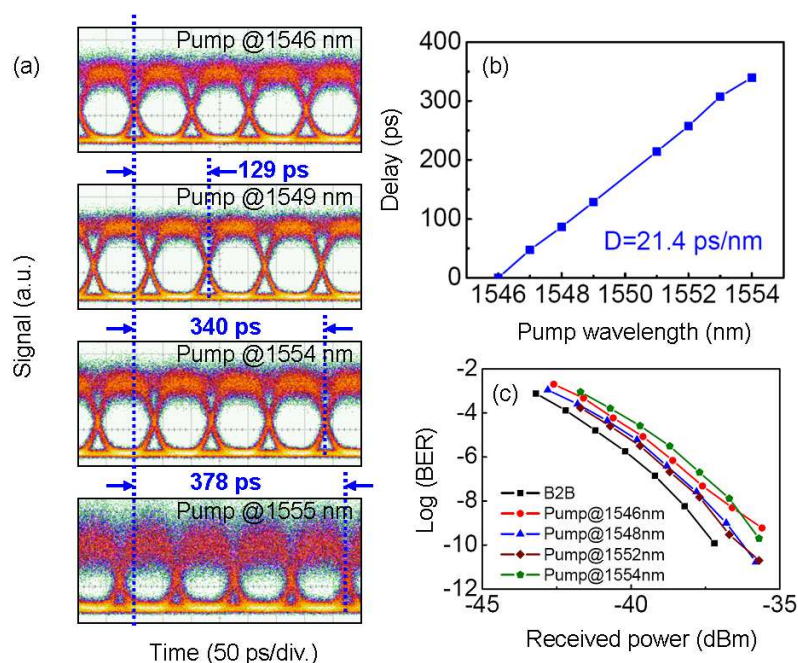 (a)
Pump @1546 nm
129 ps
Pump @1549 nm
340 ps
Pump @1554 nm
378 ps
Pump @1555 nm
Signal (a.u.)
Time (50 ps/div.)
(b)
400
300
200
100
0
Delay (ps)
D=21.4 ps/nm
1546 1548 1550 1552 1554
Pump wavelength (nm)
(c)
-2
-4
-6
-8
-10
-12
Log (BER)
B2B
Pump@1546nm
Pump@1548nm
Pump@1552nm
Pump@1554nm
-45 -40 -35
Received power (dBm)